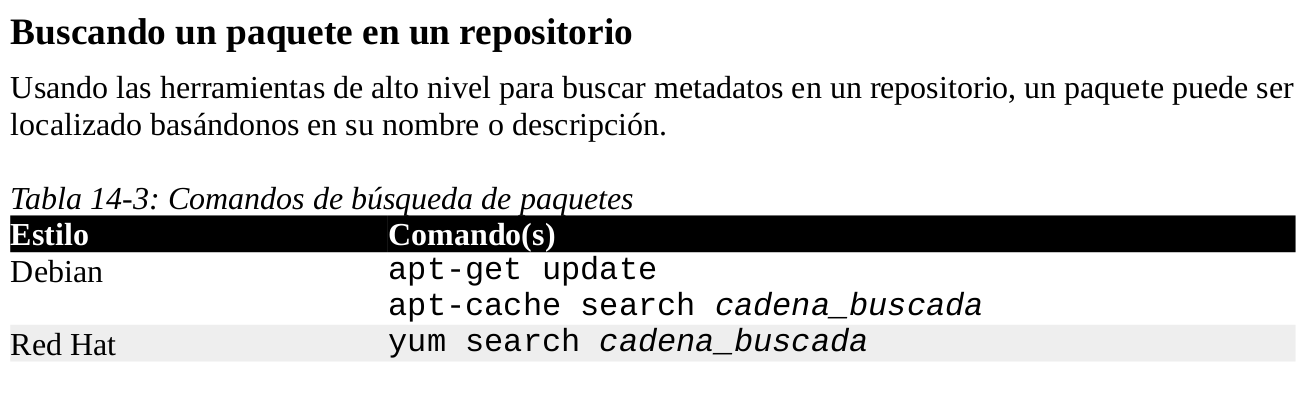 Buscando un paquete en un repositorio
Usando las herramientas de alto nivel para buscar metadatos en un repositorio, un paquete puede ser
localizado basándonos en su nombre o descripción.
Tabla 14-3: Comandos de búsqueda de paquetes
Estilo Comando(s)
Debian apt-get update
apt-cache search cadena_buscada
Red Hat yum search cadena_buscada